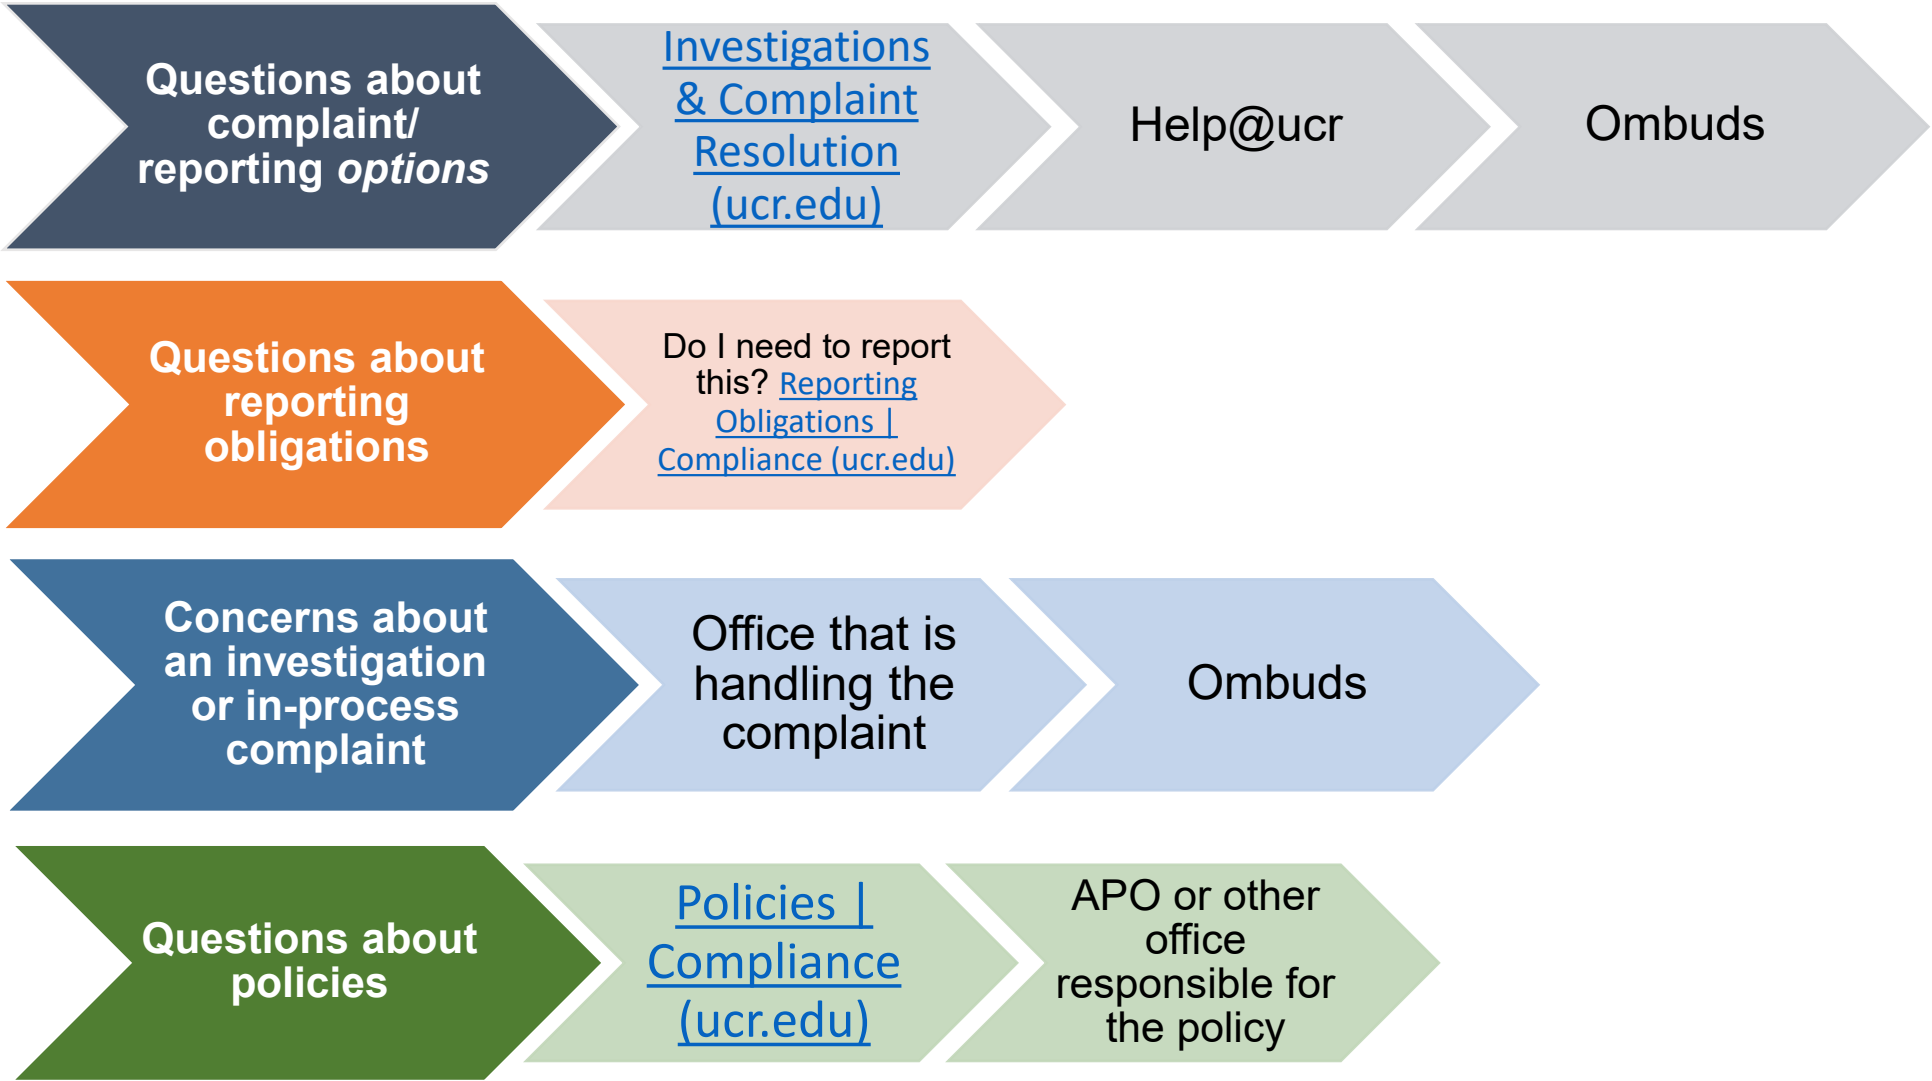 Questions about
complaint/
reporting options
Investigations
& Complaint
Resolution
(ucr.edu)
Help@ucr
Ombuds
Questions about
reporting
obligations
Do I need to report
this? Reporting
Obligations |
Compliance (ucr.edu)
Concerns about
an investigation
or in-process
complaint
Office that is
handling the
complaint
Ombuds
Questions about
policies
Policies |
Compliance
(ucr.edu)
APO or other
office
responsible for
the policy